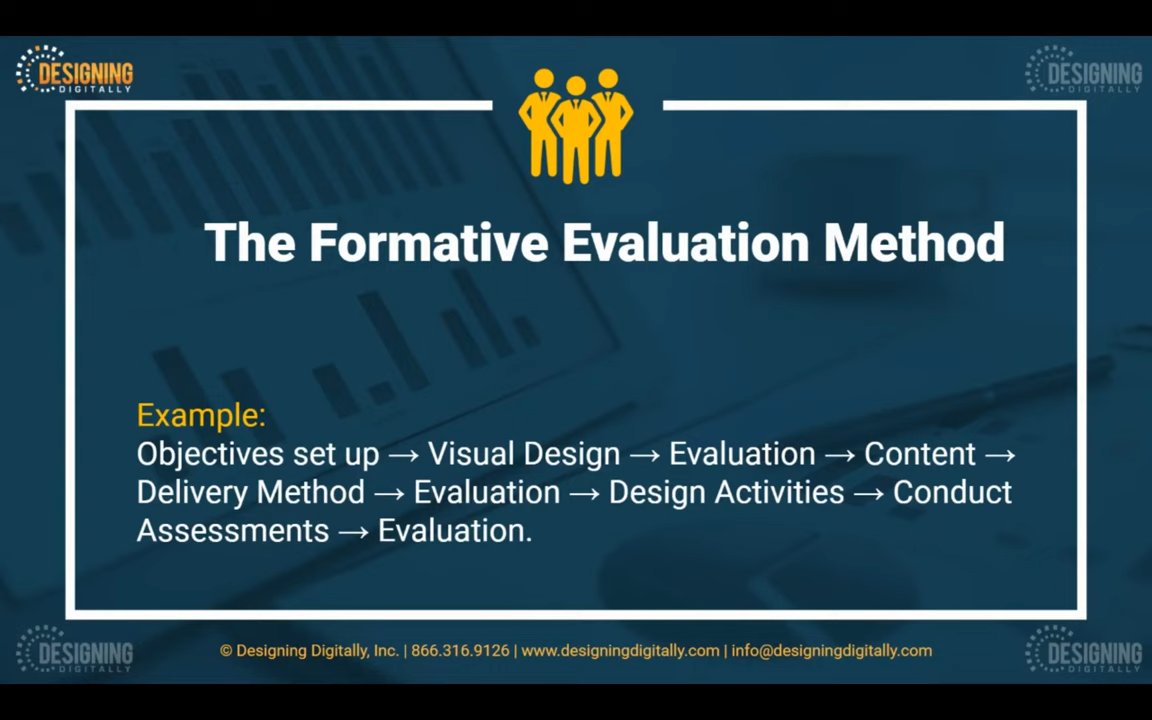 DESIGNING
DIGITALLY
DESIGNING
DIGITALLY
The Formative Evaluation Method
Example:
Objectives set up → Visual Design → Evaluation → Content →
Delivery Method → Evaluation → Design Activities → Conduct
Assessments → Evaluation.
DESIGNING
DIGITALLY
© Designing Digitally, Inc. | 866.316.9126 | www.designingdigitally.com | info@designingdigitally.com
DESIGNING
DIGITALLY